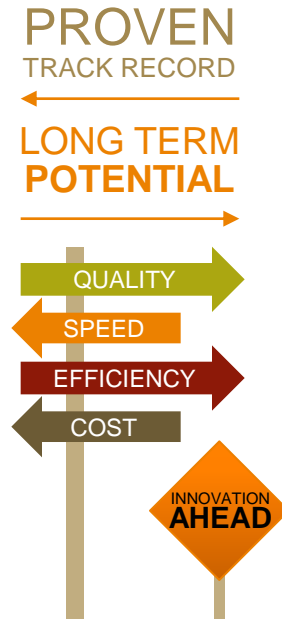 PROVEN
TRACK RECORD
LONG TERM
POTENTIAL
QUALITY
SPEED
EFFICIENCY
COST
INNOVATION
AHEAD